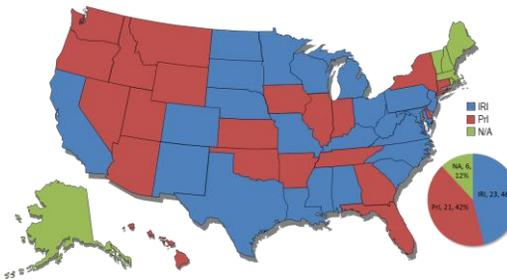 IRI
PrI
N/A
NA, 6,
12%
IRI, 23, 46
PrI, 21, 42%